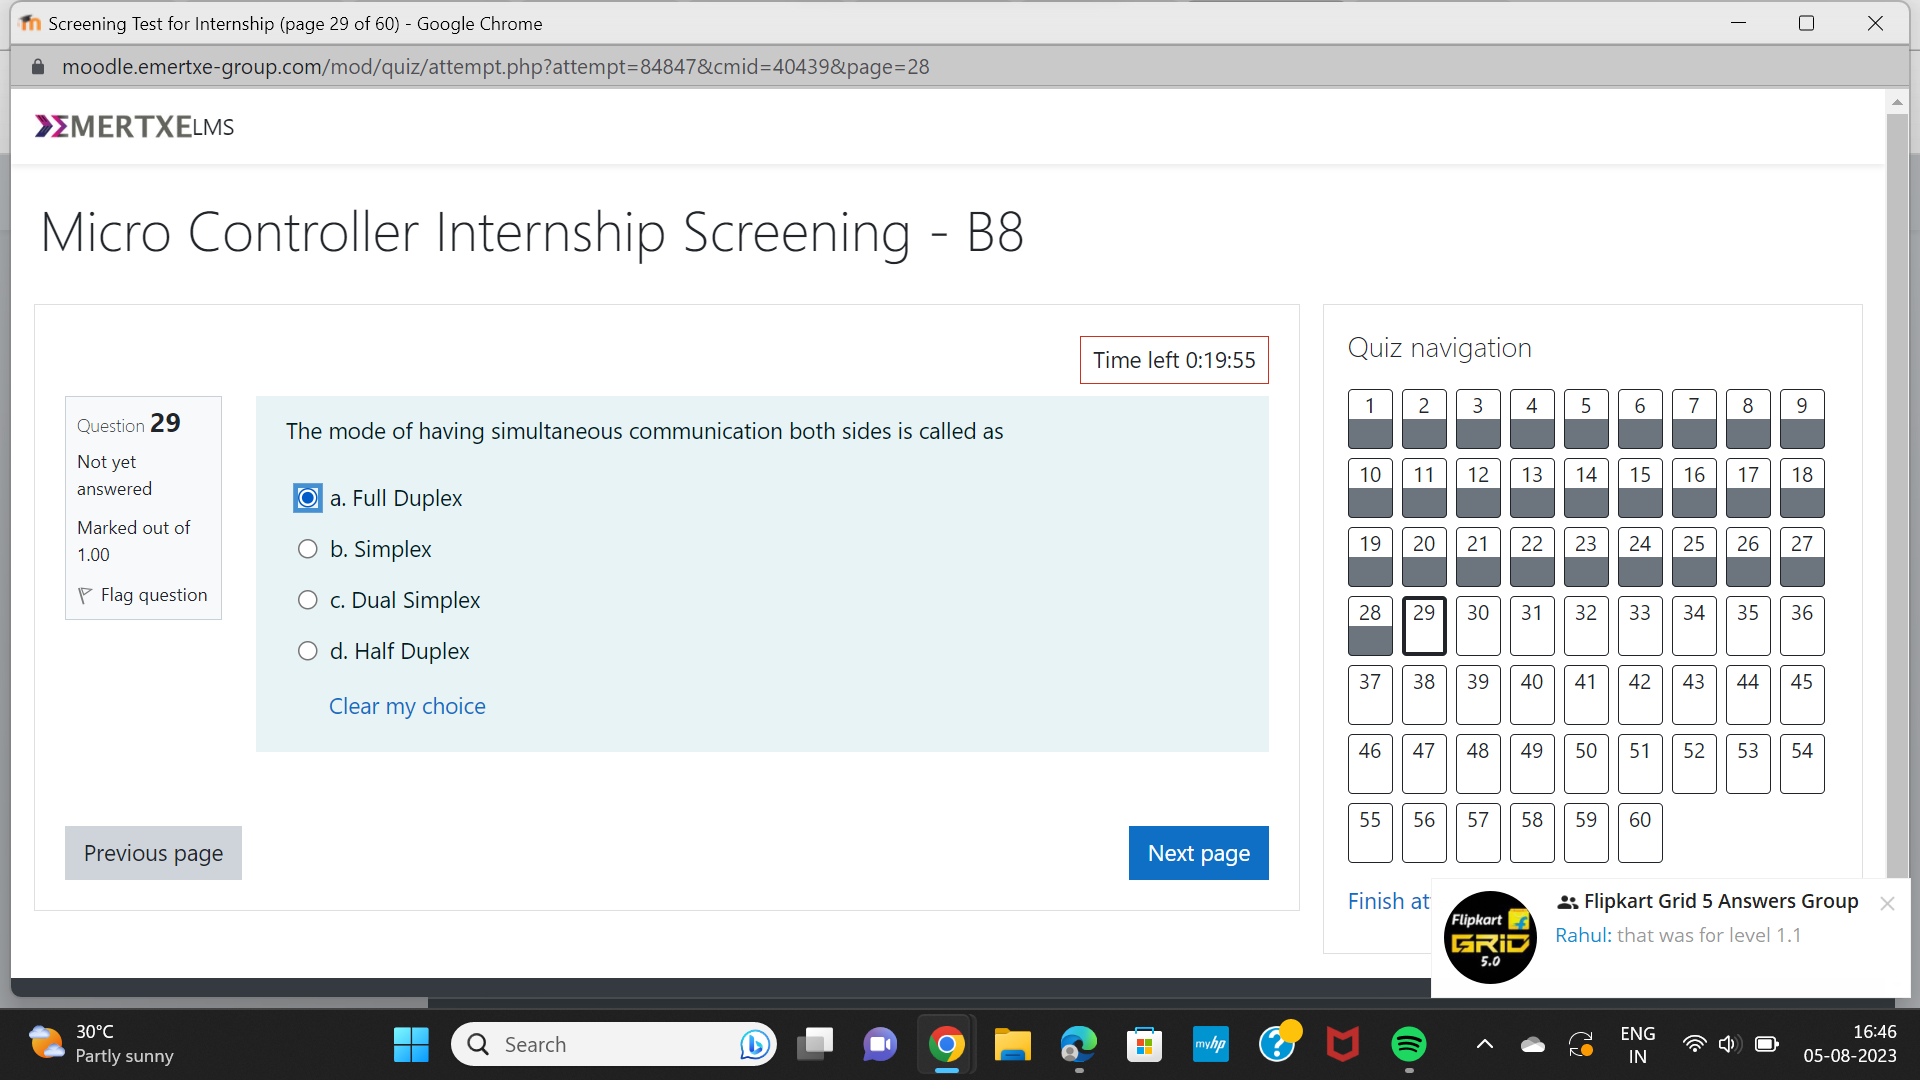 Screening Test for Internship (page 29 of 60) - Google Chrome
moodle.emertxe-group.com/mod/quiz/attempt.php?attempt=84847&cmid=40439&page=28
EMERTXE LMS
Micro Controller Internship Screening - B8
Time left 0:19:55
Question 29
Not yet
answered
Marked out of
1.00
Flag question
The mode of having simultaneous communication both sides is called as
a. Full Duplex
b. Simplex
c. Dual Simplex
d. Half Duplex
Clear my choice
Previous page
Next page
Quiz navigation
1 2 3 4 5 6 7 8 9
10 11 12 13 14 15 16 17 18
19 20 21 22 23 24 25 26 27
28 29 30 31 32 33 34 35 36
37 38 39 40 41 42 43 44 45
46 47 48 49 50 51 52 53 54
55 56 57 58 59 60
Finish at
Flipkart
GRiD
5.0
Flipkart Grid 5 Answers Group
Rahul: that was for level 1.1
30°C
Partly sunny
Search
myhp
ENG
IN
16:46
05-08-2023